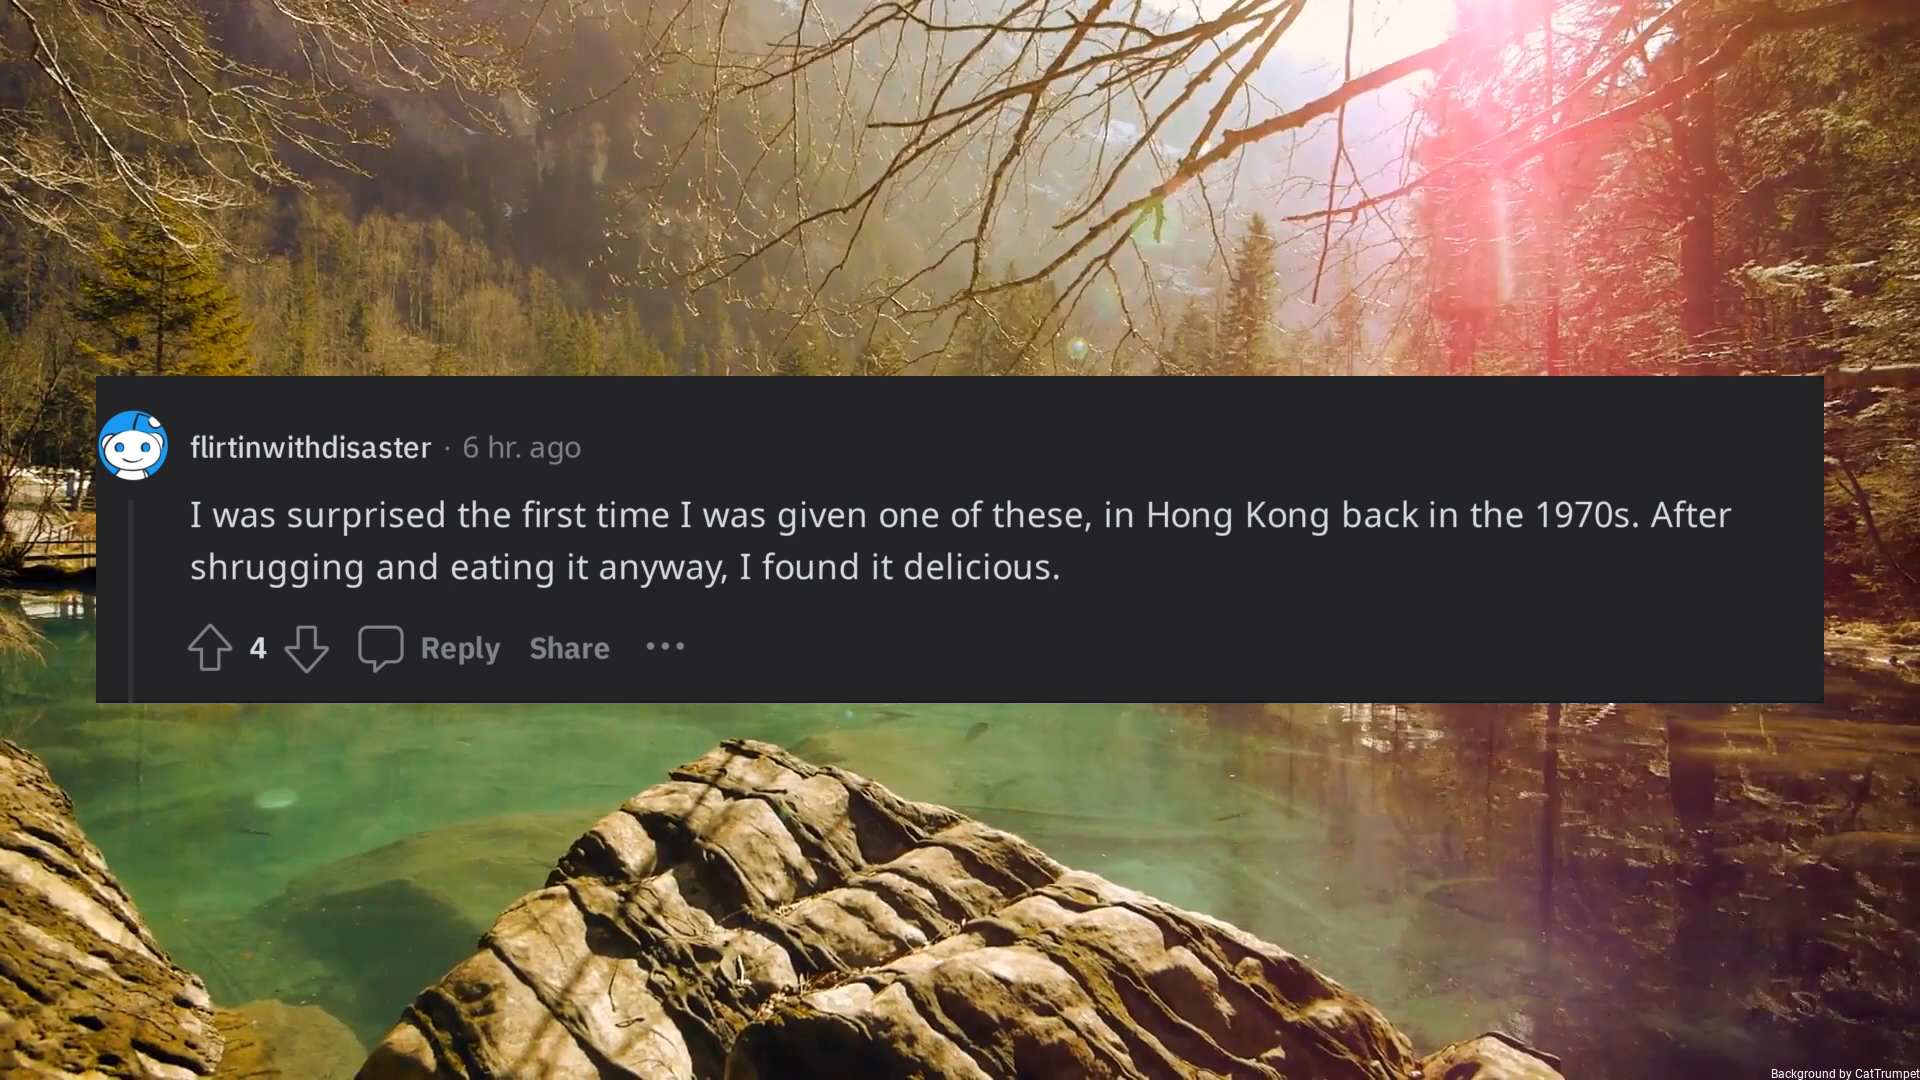 flirtinwithdisaster · 6 hr. ago
I was surprised the first time I was given one of these, in Hong Kong back in the 1970s. After
shrugging and eating it anyway, I found it delicious.
4 Reply Share •••
Background by CatTrumpet